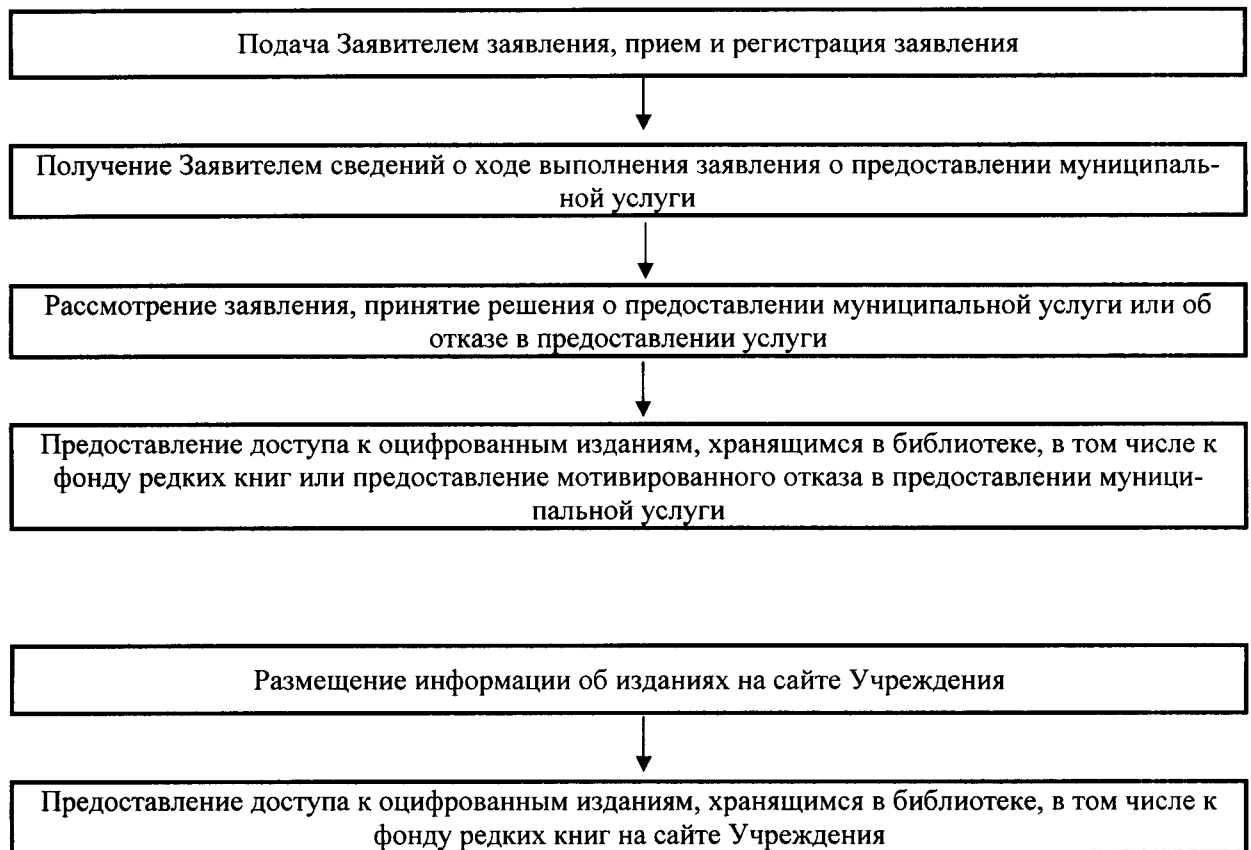 Подача Заявителем заявления, прием и регистрация заявления
Получение Заявителем сведений о ходе выполнения заявления о предоставлении муниципаль-
ной услуги
Рассмотрение заявления, принятие решения о предоставлении муниципальной услуги или об
отказе в предоставлении услуги
Предоставление доступа к оцифрованным изданиям, хранящимся в библиотеке, в том числе к
фонду редких книг или предоставление мотивированного отказа в предоставлении муници-
пальной услуги
Размещение информации об изданиях на сайте Учреждения
Предоставление доступа к оцифрованным изданиям, хранящимся в библиотеке, в том числе к
фонду редких книг на сайте Учреждения